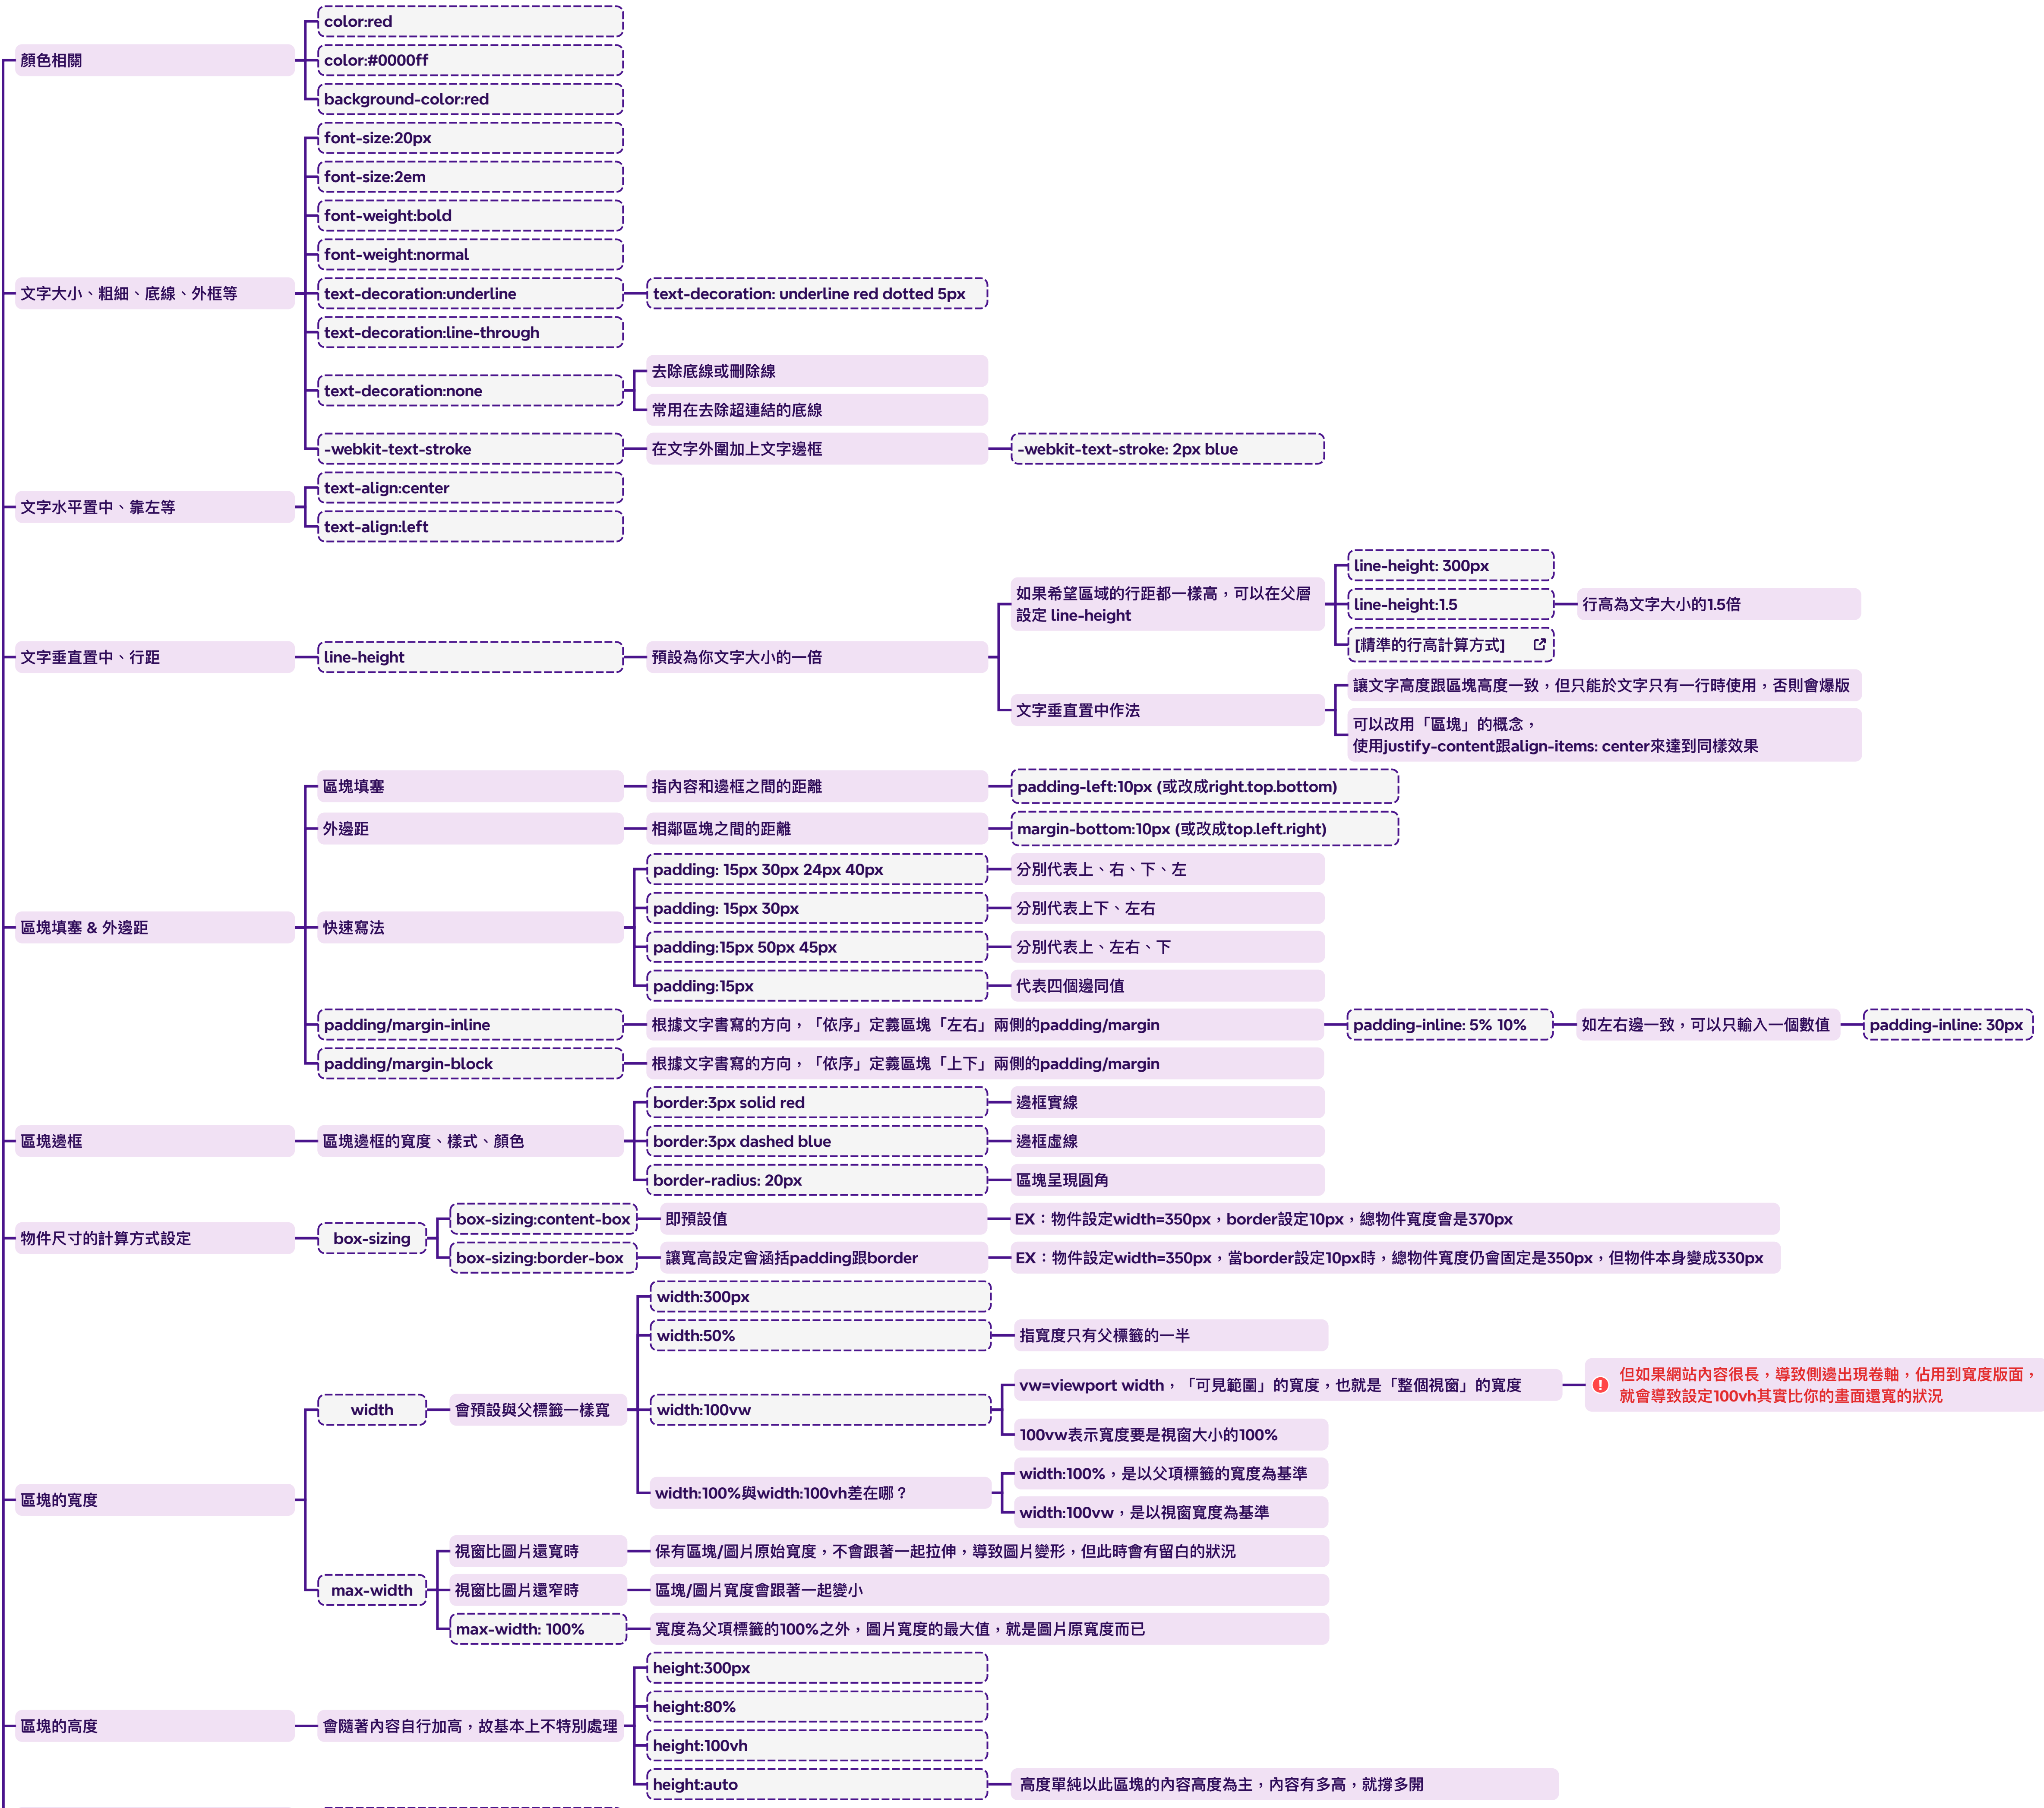 顏色相關
color:red
color:#0000ff
background-color:red
文字大小、粗細、底線、外框等
font-size:20px
font-size:2em
font-weight:bold
font-weight:normal
text-decoration:underline
text-decoration: underline red dotted 5px
text-decoration:line-through
text-decoration:none
去除底線或刪除線
常用在去除超連結的底線
-webkit-text-stroke
在文字外圍加上文字邊框
-webkit-text-stroke: 2px blue
文字水平置中、靠左等
text-align:center
text-align:left
文字垂直置中、行距
line-height
預設為你文字大小的一倍
如果希望區域的行距都一樣高，可以在父層
設定 line-height
line-height: 300px
line-height:1.5
行高為文字大小的1.5倍
[精準的行高計算方式]
文字垂直置中作法
讓文字高度跟區塊高度一致，但只能於文字只有一行時使用，否則會爆版
可以改用「區塊」的概念，
使用justify-content跟align-items: center來達到同樣效果
區塊填塞 & 外邊距
區塊填塞
指內容和邊框之間的距離
padding-left:10px (或改成right.top.bottom)
外邊距
相鄰區塊之間的距離
margin-bottom:10px (或改成top.left.right)
快速寫法
padding: 15px 30px 24px 40px
分別代表上、右、下、左
padding: 15px 30px
分別代表上下、左右
padding:15px 50px 45px
分別代表上、左右、下
padding:15px
代表四個邊同值
padding/margin-inline
根據文字書寫的方向，「依序」定義區塊「左右」兩側的padding/margin
padding-inline: 5% 10%
如左右邊一致，可以只輸入一個數值
padding-inline: 30px
padding/margin-block
根據文字書寫的方向，「依序」定義區塊「上下」兩側的padding/margin
區塊邊框
區塊邊框的寬度、樣式、顏色
border:3px solid red
邊框實線
border:3px dashed blue
邊框虛線
border-radius: 20px
區塊呈現圓角
物件尺寸的計算方式設定
box-sizing
box-sizing:content-box
即預設值
EX：物件設定width=350px，border設定10px，總物件寬度會是370px
box-sizing:border-box
讓寬高設定會涵括padding跟border
EX：物件設定width=350px，當border設定10px時，總物件寬度仍會固定是350px，但物件本身變成330px
區塊的寬度
width
會預設與父標籤一樣寬
width:300px
width:50%
指寬度只有父標籤的一半
width:100vw
vw=viewport width，「可見範圍」的寬度，也就是「整個視窗」的寬度
但如果網站內容很長，導致側邊出現卷軸，佔用到寬度版面，
就會導致設定100vh其實比你的畫面還寬的狀況
100vw表示寬度要是視窗大小的100%
width:100%與width:100vh差在哪？
width:100%，是以父項標籤的寬度為基準
width:100vw，是以視窗寬度為基準
max-width
視窗比圖片還寬時
保有區塊/圖片原始寬度，不會跟著一起拉伸，導致圖片變形，但此時會有留白的狀況
視窗比圖片還窄時
區塊/圖片寬度會跟著一起變小
max-width: 100%
寬度為父項標籤的100%之外，圖片寬度的最大值，就是圖片原寬度而已
區塊的高度
會隨著內容自行加高，故基本上不特別處理
height:300px
height:80%
height:100vh
height:auto
高度單純以此區塊的內容高度為主，內容有多高，就撐多開